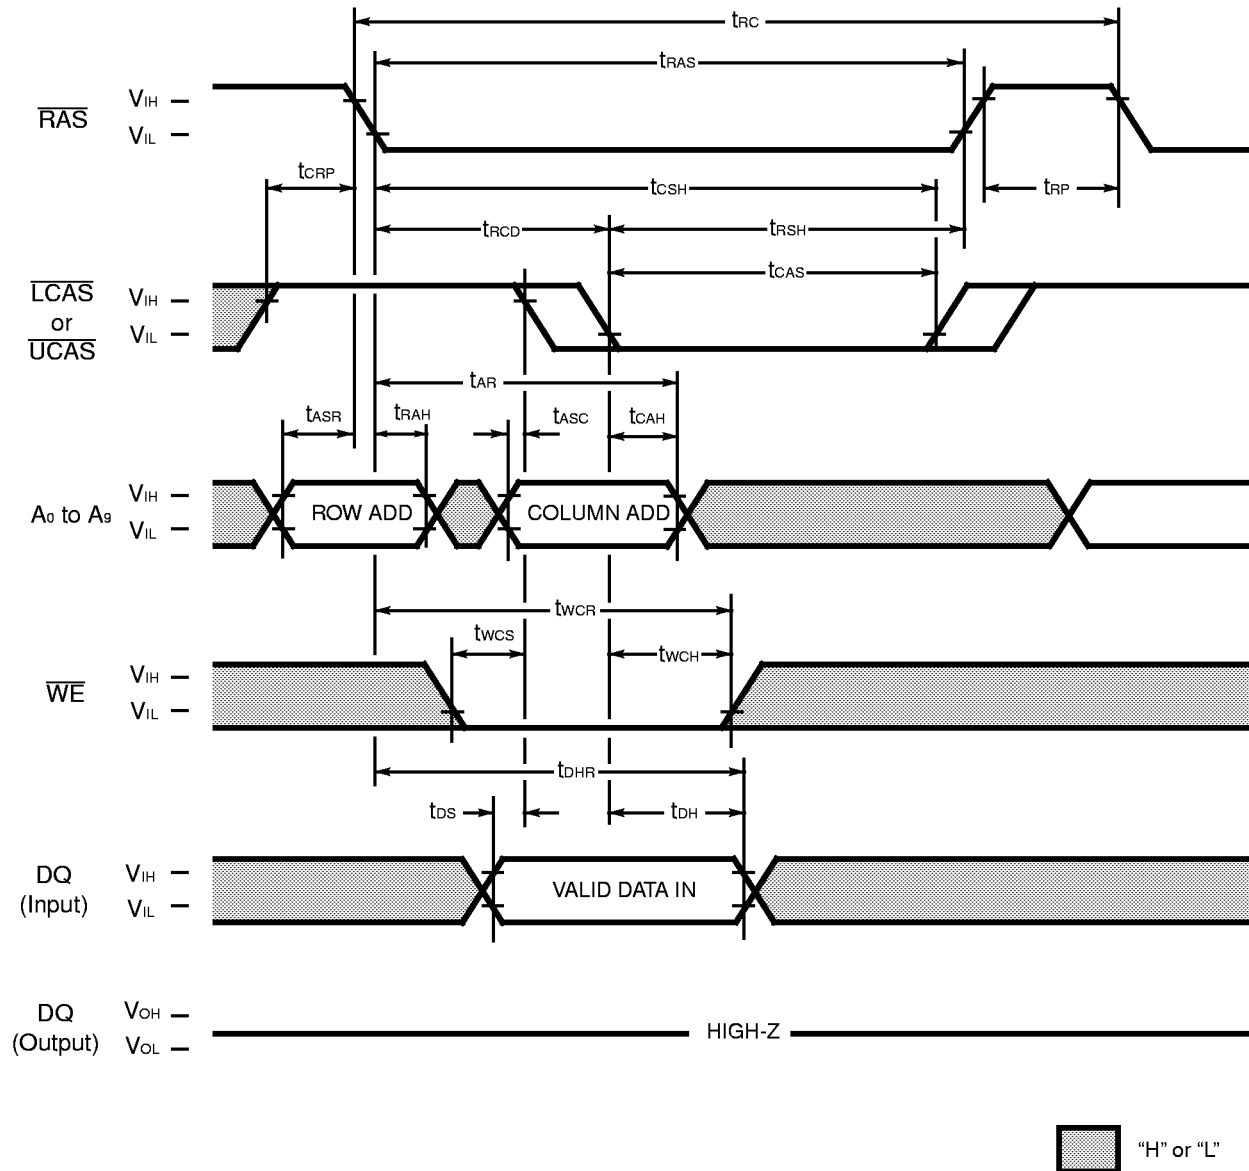 tRC
tRAS
RAS
VIH
VIL
tCRP
tCSH
tRP
tRCD
tRSH
tCAS
LCAS
or
UCAS
VIH
VIL
tAR
tASR
tRAH
tASC
tCAH
A0 to A9
VIH
VIL
ROW ADD
COLUMN ADD
tWCR
tWCS
tWCH
WE
VIH
VIL
tDHR
tDS
tDH
DQ
(Input)
VIH
VIL
VALID DATA IN
DQ
(Output)
VOH
VOL
HIGH-Z
“H” or “L”